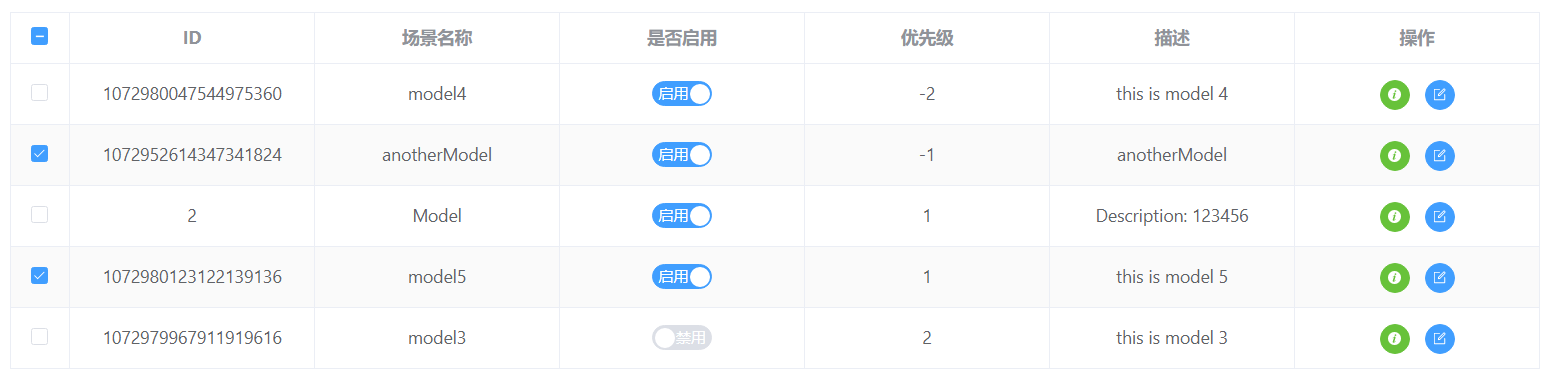 ID 场景名称 是否启用 优先级 描述 操作
1072980047544975360 model4 启用 -2 this is model 4
1072952614347341824 anotherModel 启用 -1 anotherModel
2 Model 启用 1 Description: 123456
1072980123122139136 model5 启用 1 this is model 5
1072979967911919616 model3 禁用 2 this is model 3